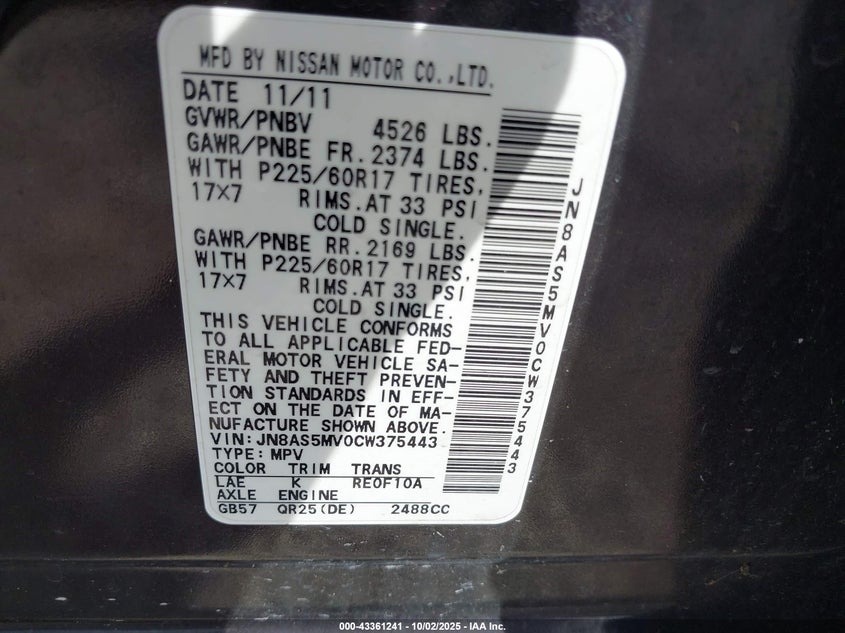 MFD BY NISSAN MOTOR CO.,LTD.
DATE 11/11
GVWR/PNBV 4526 LBS.
GAWR/PNBE FR.2374 LBS.
WITH P225/60R17 TIRES,
17×7 RIMS.AT 33 PSI
COLD SINGLE.
GAWR/PNBE RR.2169 LBS.
WITH P225/60R17 TIRES,
17×7 RIMS.AT 33 PSI
COLD SINGLE.
THIS VEHICLE CONFORMS
TO ALL APPLICABLE FED-
ERAL MOTOR VEHICLE SA-
FETY AND THEFT PREVEN-
TION STANDARDS IN EFF-
ECT ON THE DATE OF MA-
NUFACTURE SHOWN ABOVE.
VIN:JN8AS5MV0CW375443
TYPE:MPV
COLOR TRIM TRANS
LAE K RE0F10A
AXLE ENGINE
GB57 QR25(DE) 2488CC
JN8AS5MV0CW375443
000-43361241 - 10/02/2025 - IAA Inc.